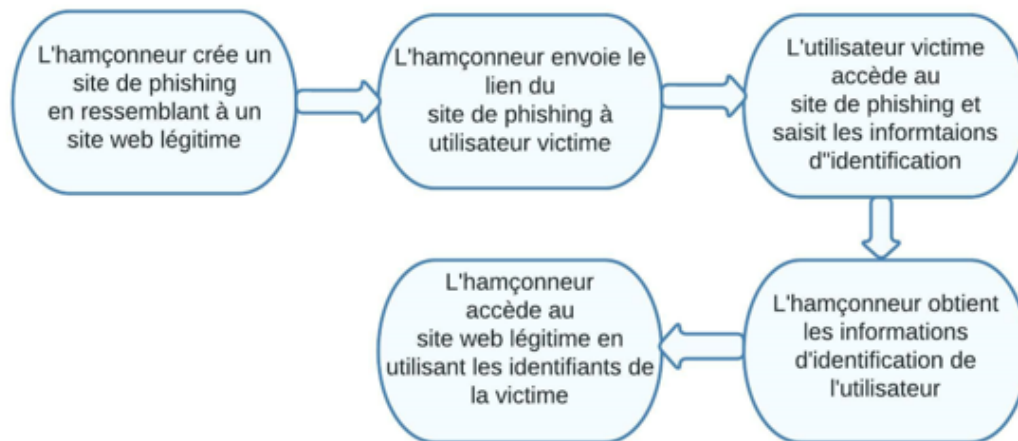 L'hamçonneur crée un
site de phishing
en ressemblant à un
site web légitime
L'hamçonneur envoie le
lien du
site de phishing à
utilisateur victime
L'utilisateur victime
accède au
site de phishing et
saisit les informtaions
d"identification
L'hamçonneur obtient
les informations
d'identification de
l'utilisateur
L'hamçonneur
accède au
site web légitime en
utilisant les identifiants de
la victime